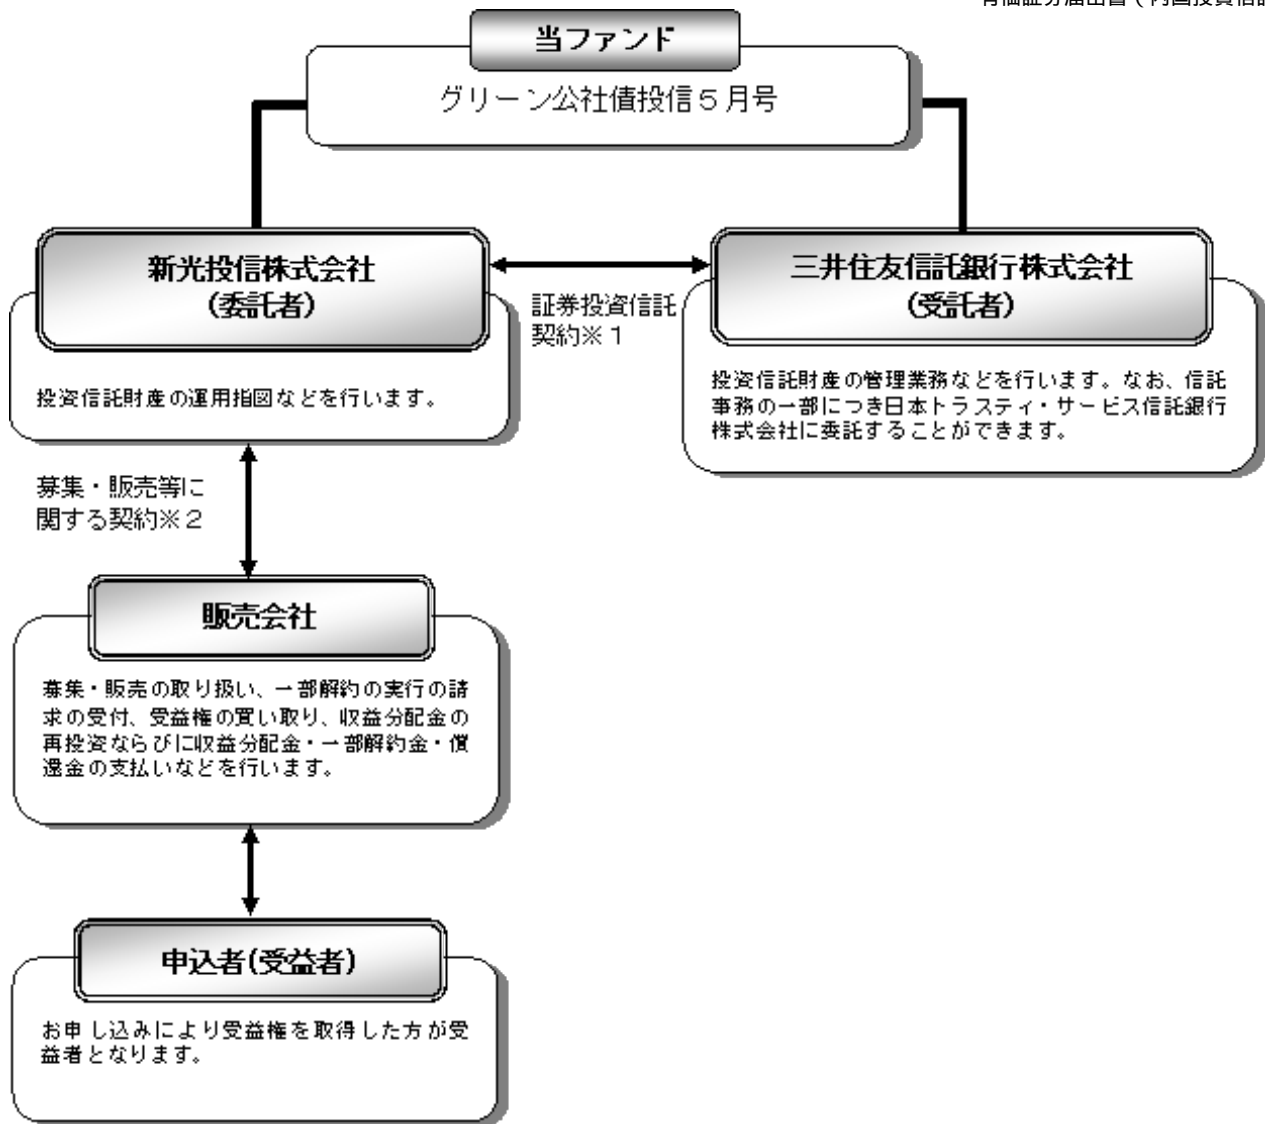 当ファンド
グリーン公社債投信５月号
新光投信株式会社
(委託者)
証券投資信託
契約※１
三井住友信託銀行株式会社
(受託者)
投資信託財産の運用指図などを行います。
投資信託財産の管理業務などを行います。なお、信託
事務の一部につき日本トラスティ・サービス信託銀行
株式会社に委託することができます。
募集・販売等に
関する契約※２
販売会社
募集・販売の取り扱い、一部解約の実行の請
求の受付、受益権の買い取り、収益分配金の
再投資ならびに収益分配金・一部解約金・償
還金の支払いなどを行います。
申込者(受益者)
お申し込みにより受益権を取得した方が受
益者となります。